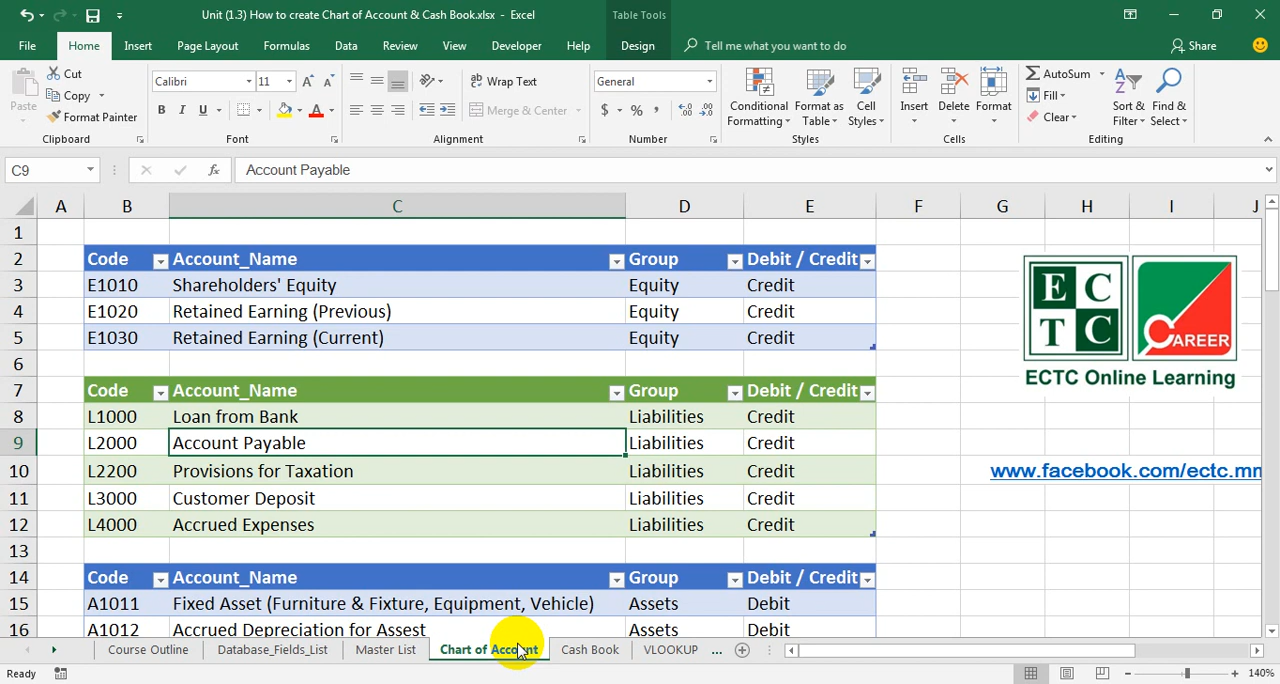 Unit (1.3) How to create Chart of Account & Cash Book.xlsx - Excel
Table Tools
File Home Insert Page Layout Formulas Data Review View Developer Help Design Tell me what you want to do Share
Paste
Cut
Copy
Format Painter
Clipboard
Calibri 11
B I U
Font
Wrap Text
Merge & Center
Alignment
General
$ % ,
Number
Conditional Formatting
Format as Table
Cell Styles
Styles
Insert Delete Format
Cells
AutoSum
Fill
Clear
Sort & Filter
Find & Select
Editing
C9 fx Account Payable
A B C D E F G H I J
1
2 Code Account_Name Group Debit / Credit
3 E1010 Shareholders' Equity Equity Credit
4 E1020 Retained Earning (Previous) Equity Credit
5 E1030 Retained Earning (Current) Equity Credit
6
7 Code Account_Name Group Debit / Credit
8 L1000 Loan from Bank Liabilities Credit
9 L2000 Account Payable Liabilities Credit
10 L2200 Provisions for Taxation Liabilities Credit
11 L3000 Customer Deposit Liabilities Credit
12 L4000 Accrued Expenses Liabilities Credit
13
14 Code Account_Name Group Debit / Credit
15 A1011 Fixed Asset (Furniture & Fixture, Equipment, Vehicle) Assets Debit
16 A1012 Accrued Depreciation for Assest Assets Debit
E C
T C
CAREER
ECTC Online Learning
www.facebook.com/ectc.mm
Course Outline Database_Fields_List Master List Chart of Account Cash Book VLOOKUP ...
Ready 140%